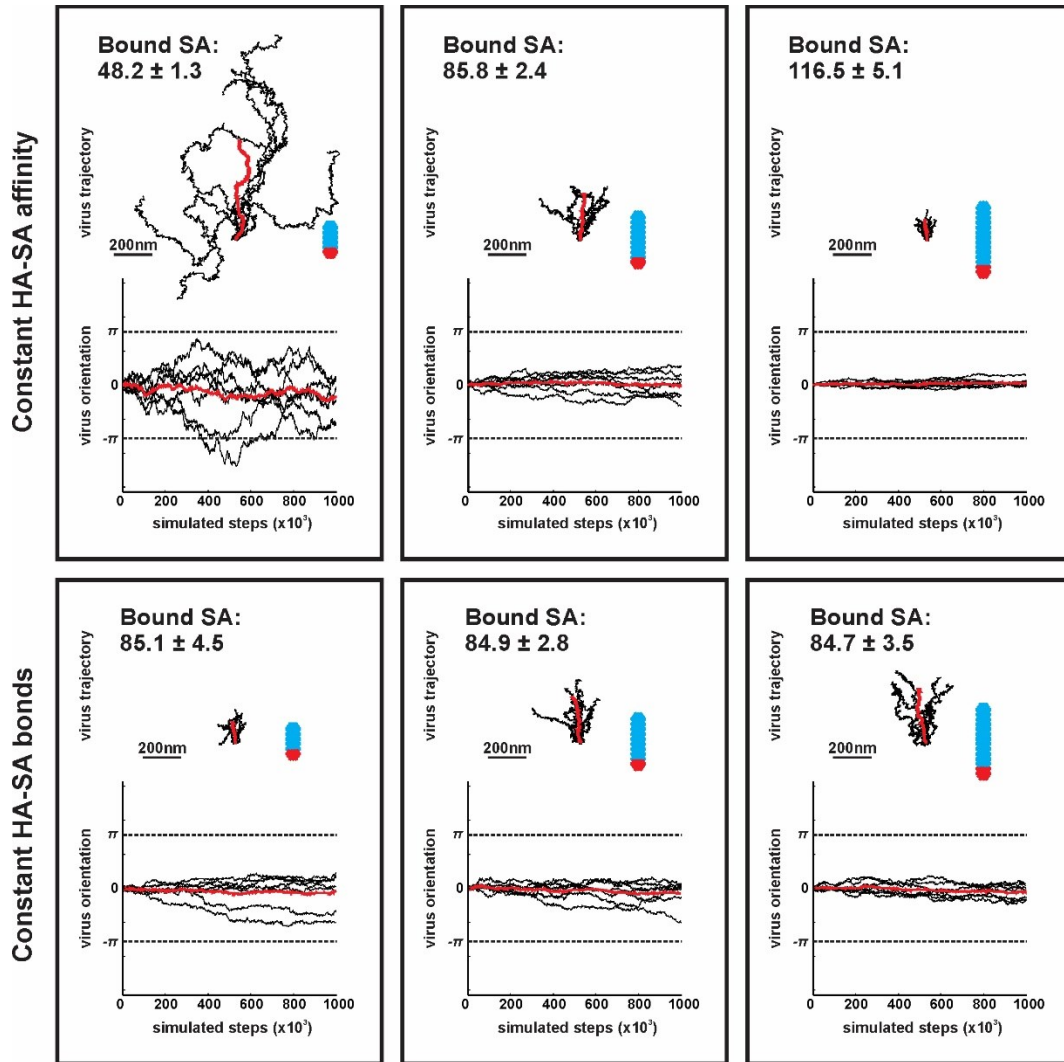 Constant HA-SA affinity
Bound SA:
48.2 ± 1.3
virus trajectory
200nm
virus orientation
π
0
-π
0 200 400 600 800 1000
simulated steps (x10³)
Bound SA:
85.8 ± 2.4
virus trajectory
200nm
virus orientation
π
0
-π
0 200 400 600 800 1000
simulated steps (x10³)
Bound SA:
116.5 ± 5.1
virus trajectory
200nm
virus orientation
π
0
-π
0 200 400 600 800 1000
simulated steps (x10³)
Constant HA-SA bonds
Bound SA:
85.1 ± 4.5
virus trajectory
200nm
virus orientation
π
0
-π
0 200 400 600 800 1000
simulated steps (x10³)
Bound SA:
84.9 ± 2.8
virus trajectory
200nm
virus orientation
π
0
-π
0 200 400 600 800 1000
simulated steps (x10³)
Bound SA:
84.7 ± 3.5
virus trajectory
200nm
virus orientation
π
0
-π
0 200 400 600 800 1000
simulated steps (x10³)